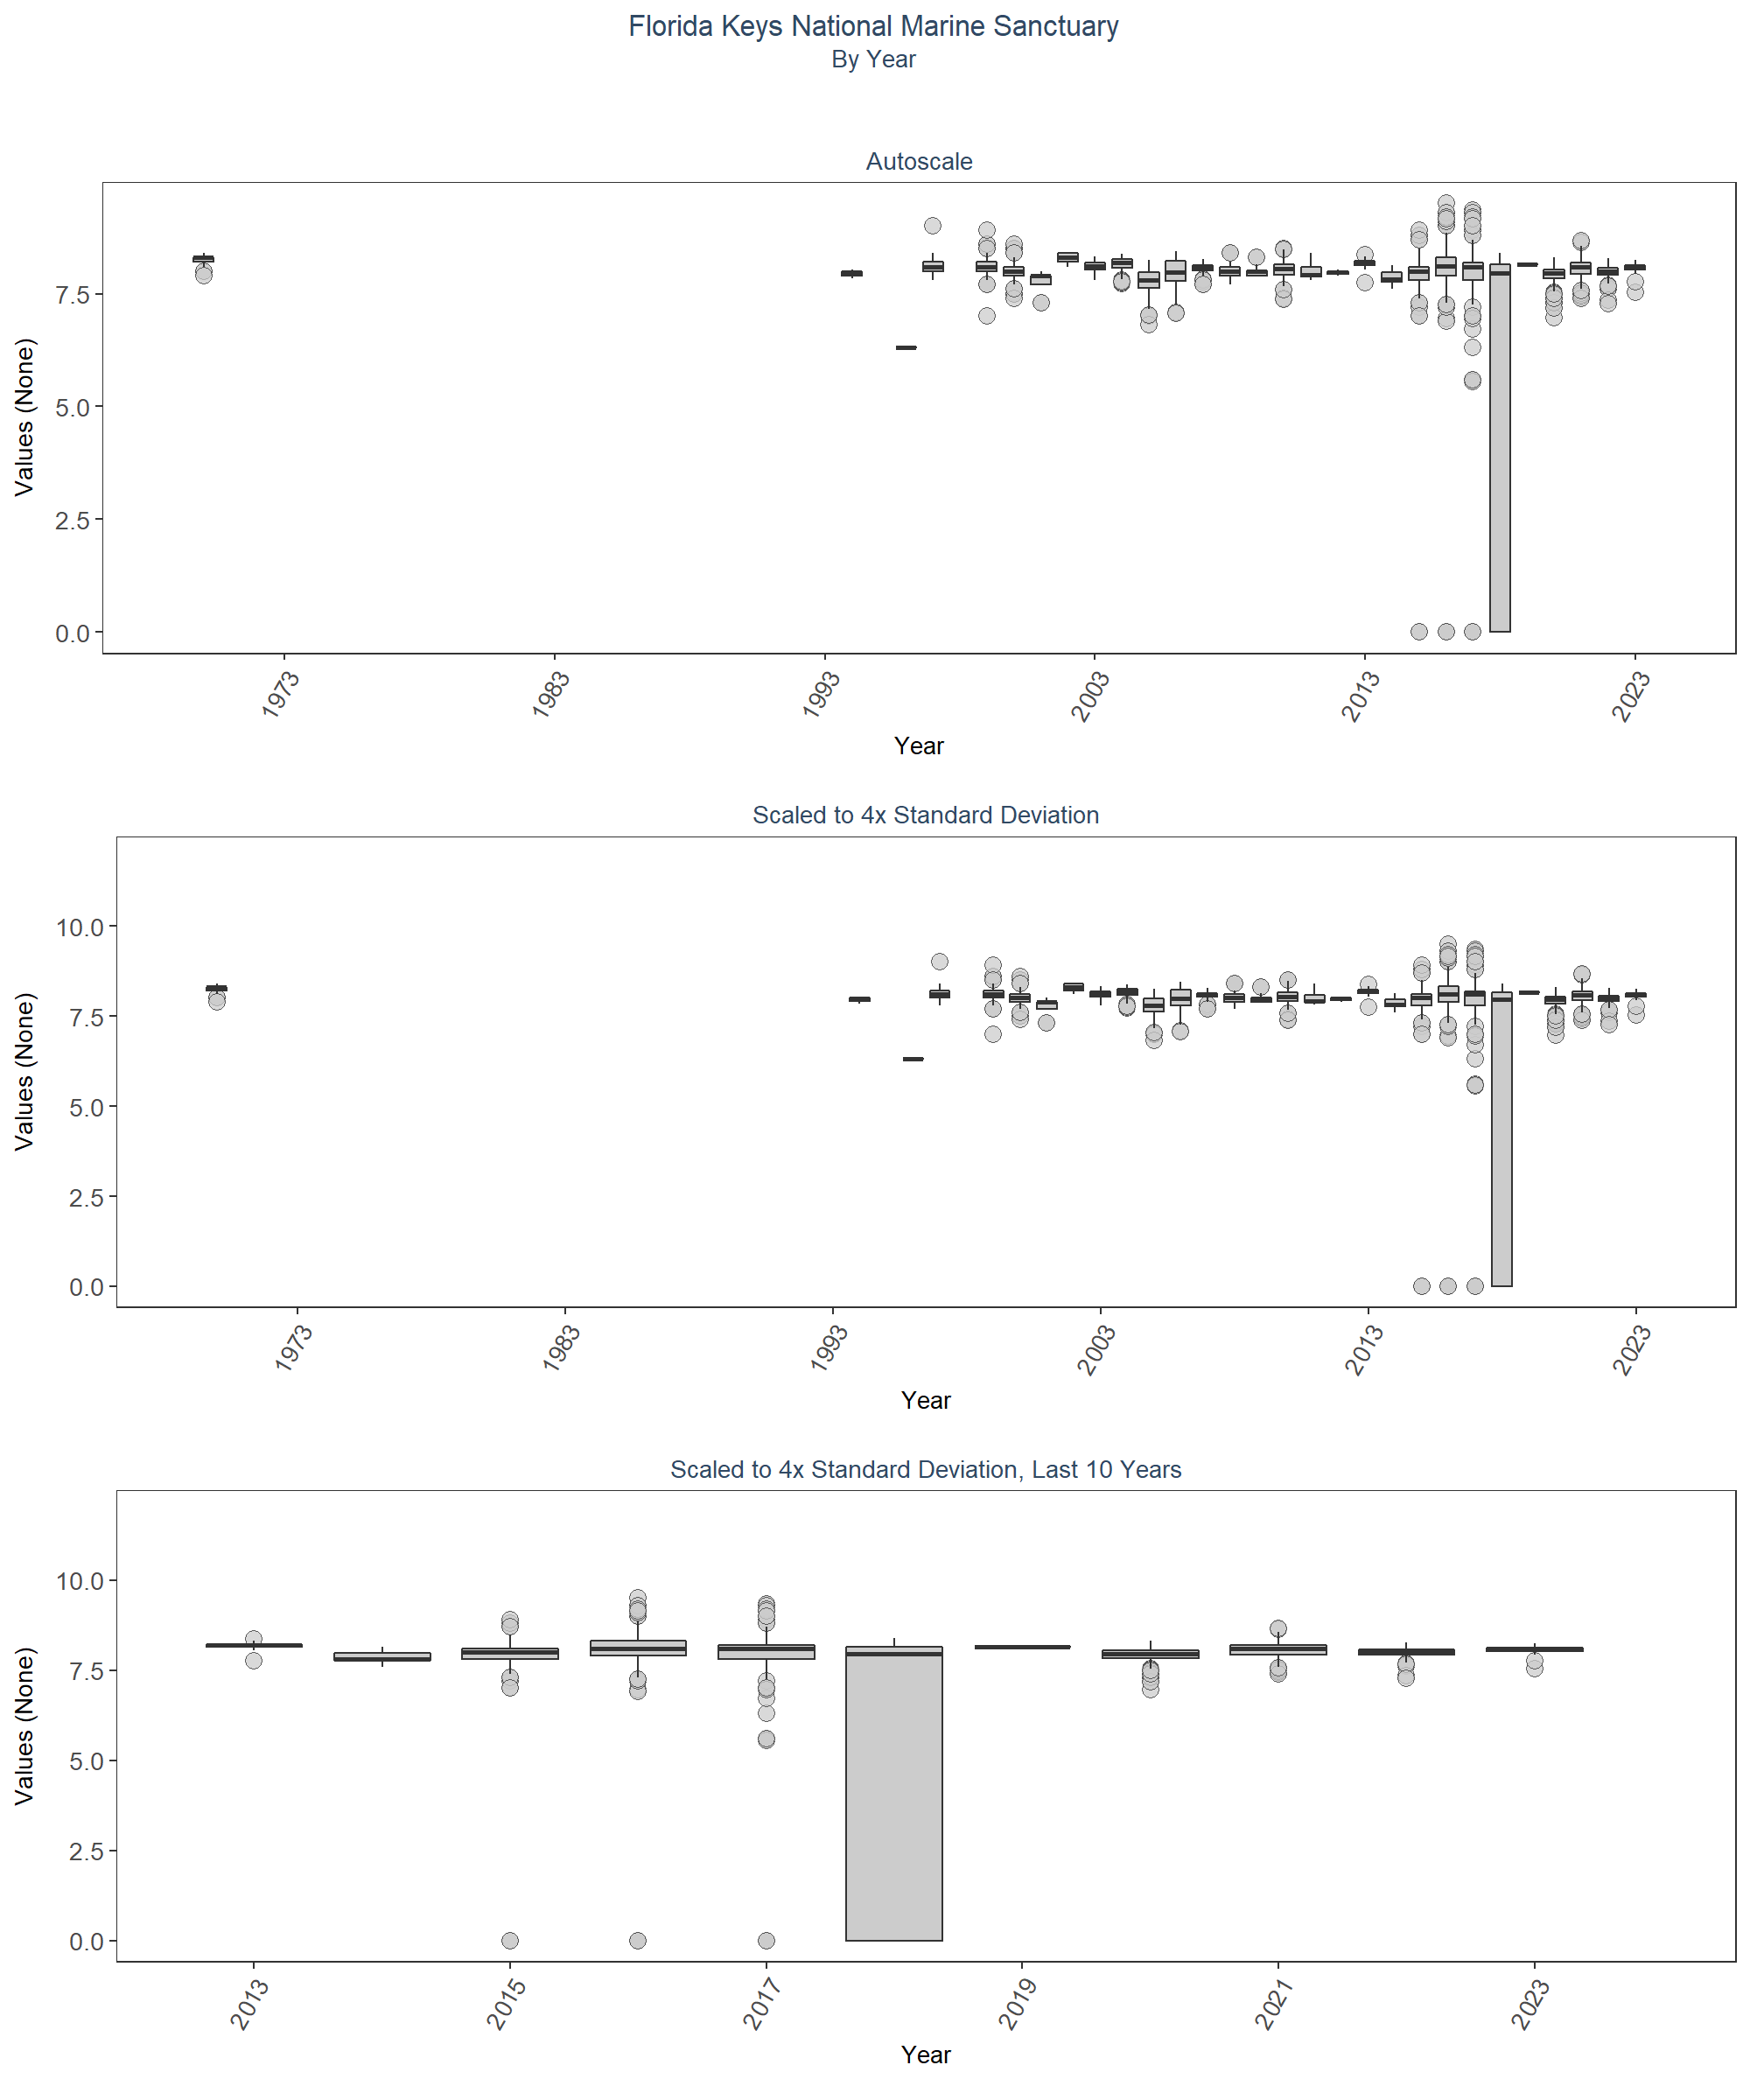 Florida Keys National Marine Sanctuary
By Year
Autoscale
Values (None)
7.5
5.0
2.5
0.0
1973
1983
1993
2003
2013
2023
Year
Scaled to 4x Standard Deviation
Values (None)
10.0
7.5
5.0
2.5
0.0
1973
1983
1993
2003
2013
2023
Year
Scaled to 4x Standard Deviation, Last 10 Years
Values (None)
10.0
7.5
5.0
2.5
0.0
2013
2015
2017
2019
2021
2023
Year